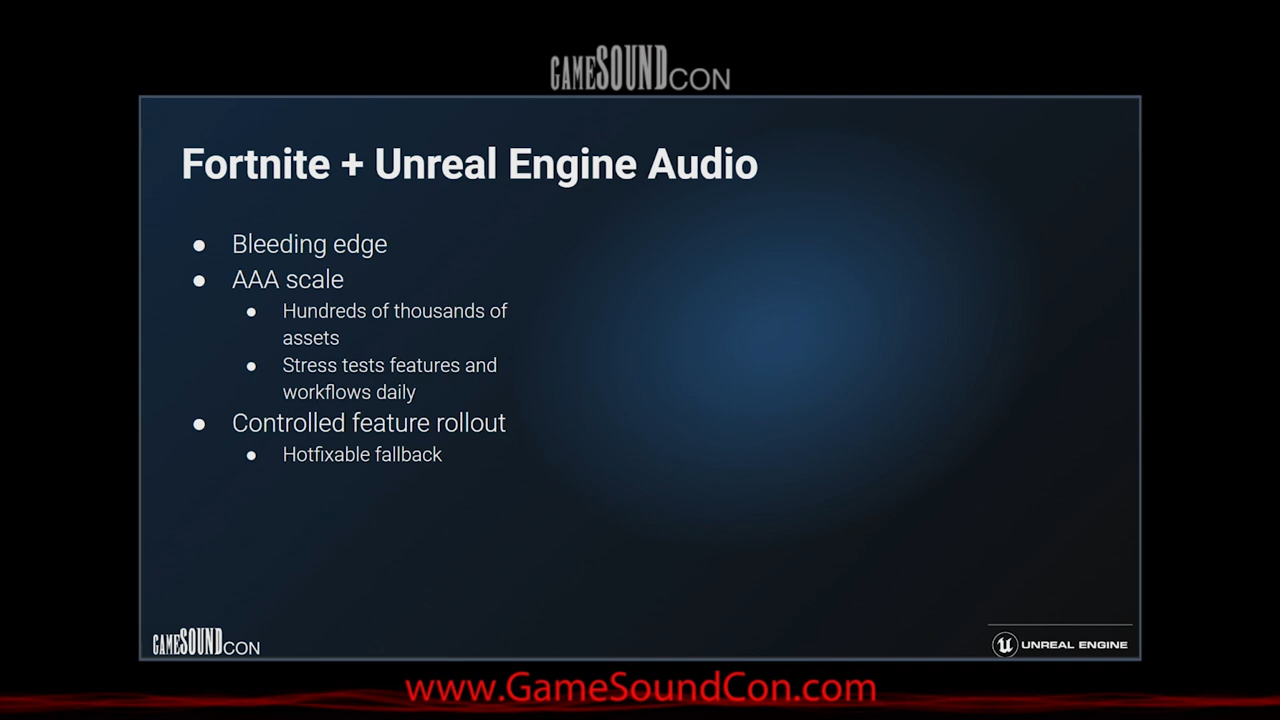 GAMESOUNDCON
Fortnite + Unreal Engine Audio
● Bleeding edge
● AAA scale
● Hundreds of thousands of
assets
● Stress tests features and
workflows daily
● Controlled feature rollout
● Hotfixable fallback
GAMESOUNDCON
UNREAL ENGINE
www.GameSoundCon.com